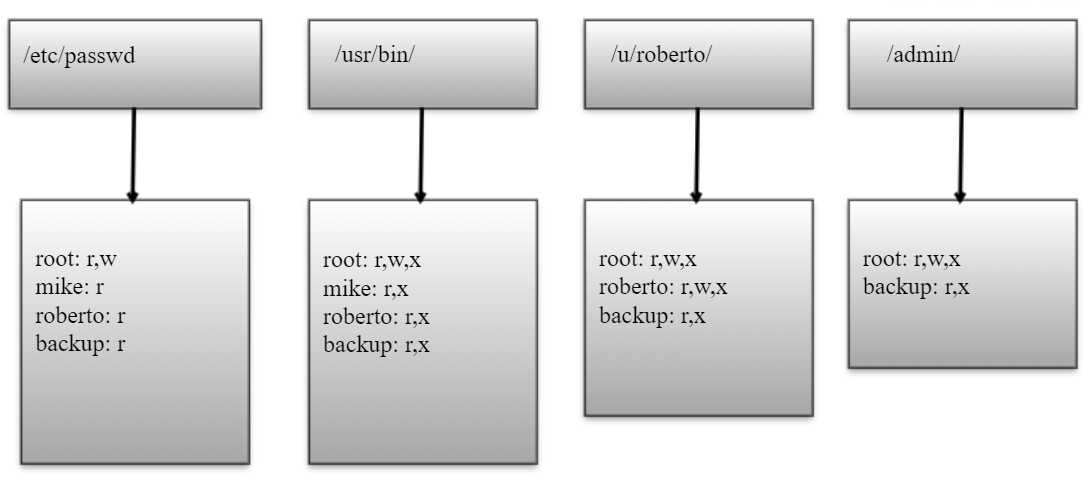 /etc/passwd
/usr/bin/
/u/roberto/
/admin/
root: r,w
mike: r
roberto: r
backup: r
root: r,w,x
mike: r,x
roberto: r,x
backup: r,x
root: r,w,x
roberto: r,w,x
backup: r,x
root: r,w,x
backup: r,x